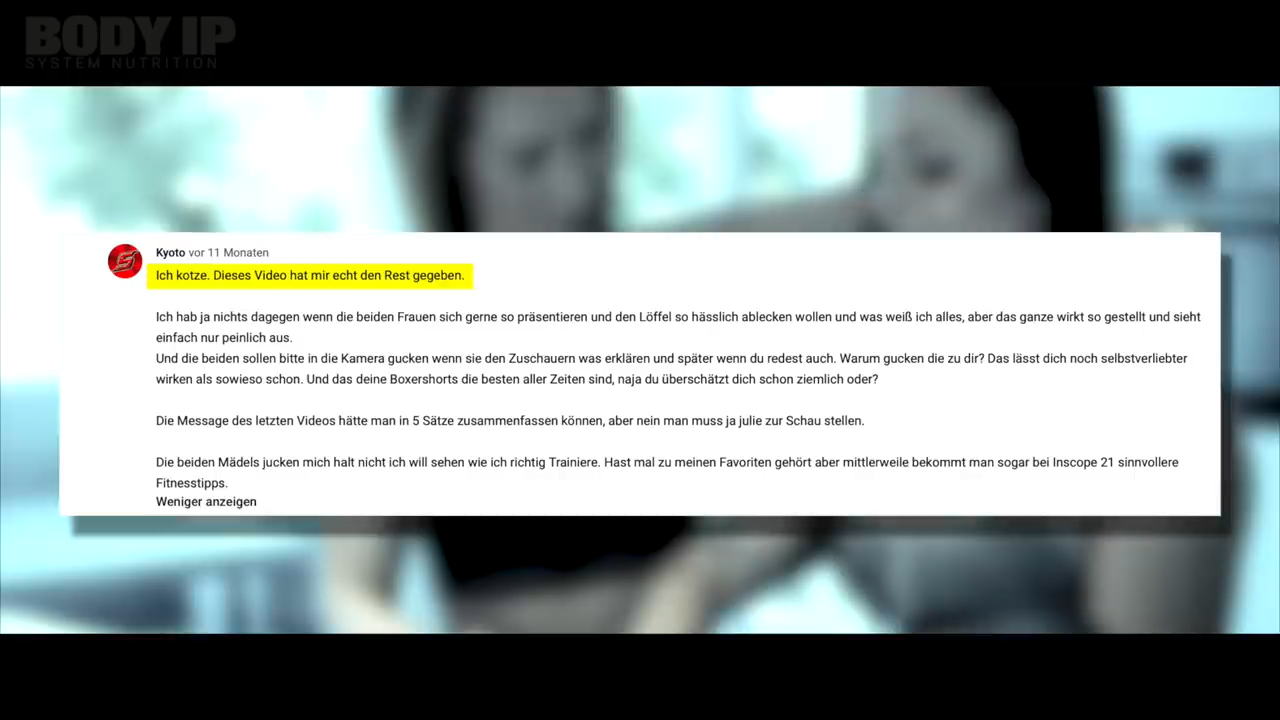 BODY IP
SYSTEM NUTRITION
Kyoto vor 11 Monaten
Ich kotze. Dieses Video hat mir echt den Rest gegeben.
Ich hab ja nichts dagegen wenn die beiden Frauen sich gerne so präsentieren und den Löffel so hässlich ablecken wollen und was weiß ich alles, aber das ganze wirkt so gestellt und sieht
einfach nur peinlich aus.
Und die beiden sollen bitte in die Kamera gucken wenn sie den Zuschauern was erklären und später wenn du redest auch. Warum gucken die zu dir? Das lässt dich noch selbstverliebter
wirken als sowieso schon. Und das deine Boxershorts die besten aller Zeiten sind, naja du überschätzt dich schon ziemlich oder?
Die Message des letzten Videos hätte man in 5 Sätze zusammenfassen können, aber nein man muss ja julie zur Schau stellen.
Die beiden Mädels jucken mich halt nicht ich will sehen wie ich richtig Trainiere. Hast mal zu meinen Favoriten gehört aber mittlerweile bekommt man sogar bei Inscope 21 sinnvollere
Fitnesstipps.
Weniger anzeigen